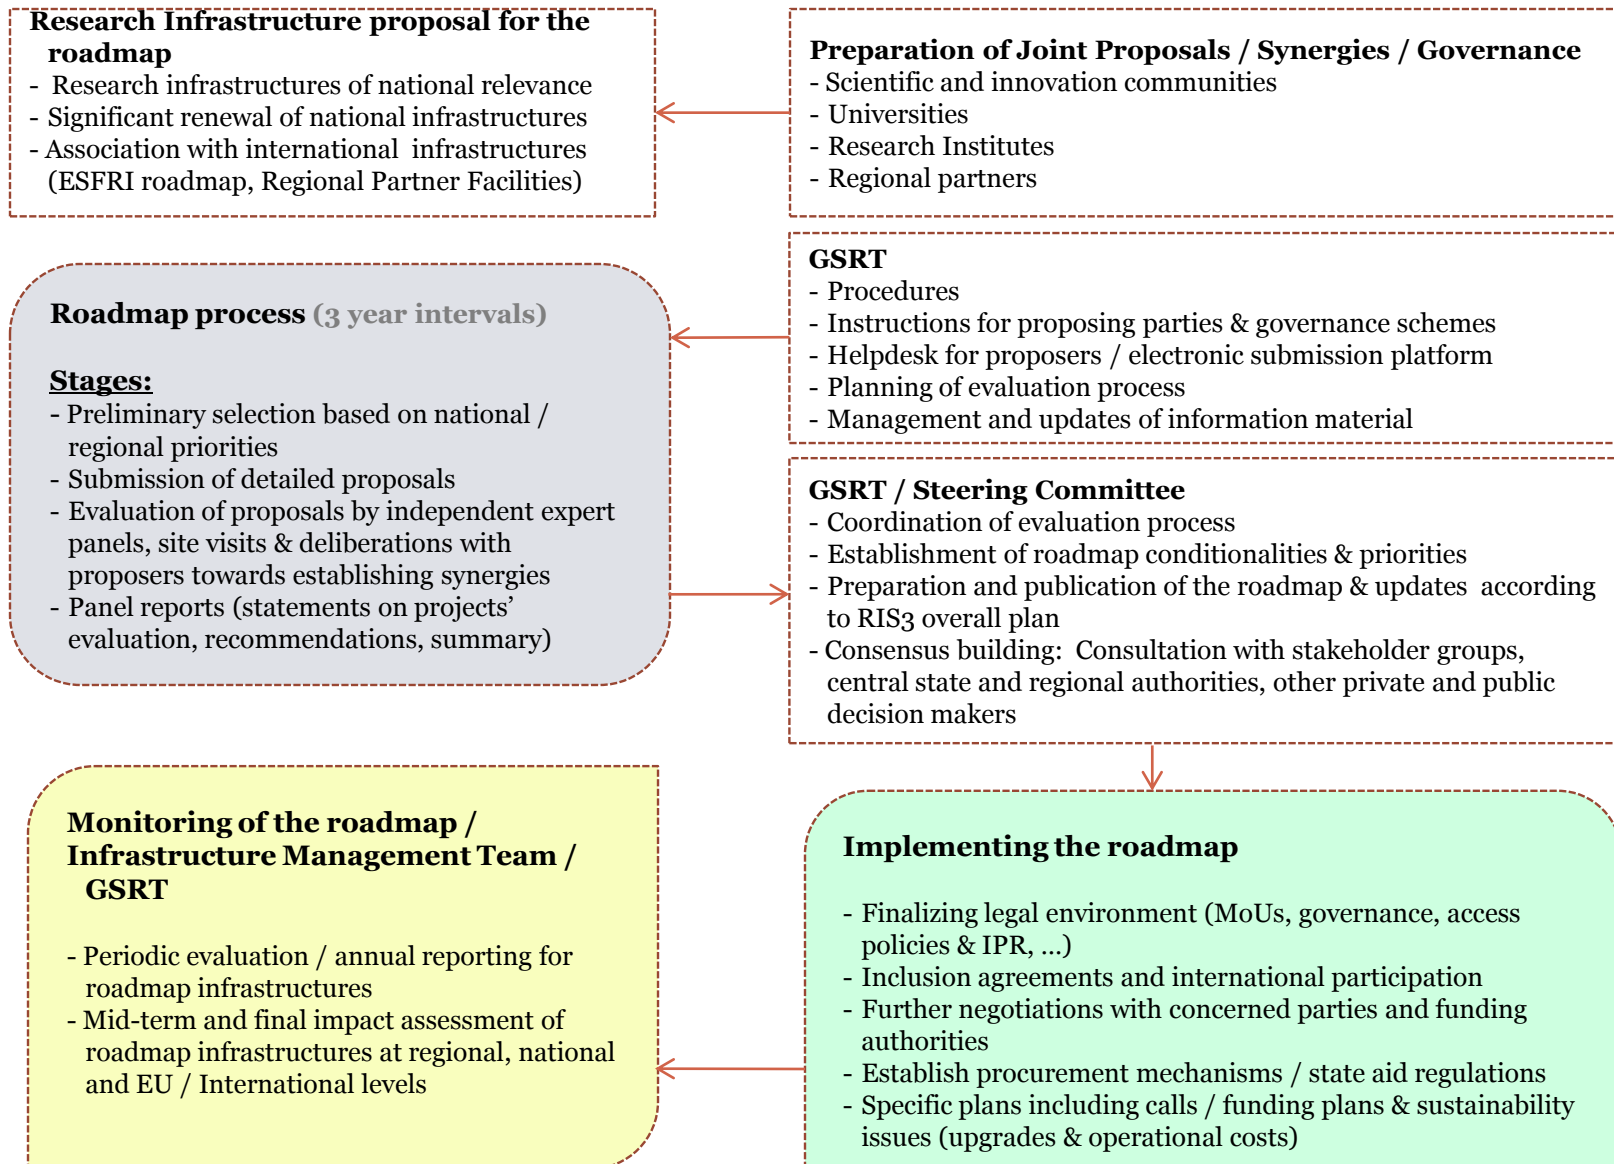 Research Infrastructure proposal for the
roadmap
- Research infrastructures of national relevance
- Significant renewal of national infrastructures
- Association with international infrastructures
(ESFRI roadmap, Regional Partner Facilities)
Preparation of Joint Proposals / Synergies / Governance
- Scientific and innovation communities
- Universities
- Research Institutes
- Regional partners
GSRT
- Procedures
- Instructions for proposing parties & governance schemes
- Helpdesk for proposers / electronic submission platform
- Planning of evaluation process
- Management and updates of information material
Roadmap process (3 year intervals)
Stages:
- Preliminary selection based on national /
regional priorities
- Submission of detailed proposals
- Evaluation of proposals by independent expert
panels, site visits & deliberations with
proposers towards establishing synergies
- Panel reports (statements on projects’
evaluation, recommendations, summary)
GSRT / Steering Committee
- Coordination of evaluation process
- Establishment of roadmap conditionalities & priorities
- Preparation and publication of the roadmap & updates according
to RIS3 overall plan
- Consensus building: Consultation with stakeholder groups,
central state and regional authorities, other private and public
decision makers
Monitoring of the roadmap /
Infrastructure Management Team /
GSRT
- Periodic evaluation / annual reporting for
roadmap infrastructures
- Mid-term and final impact assessment of
roadmap infrastructures at regional, national
and EU / International levels
Implementing the roadmap
- Finalizing legal environment (MoUs, governance, access
policies & IPR, ...)
- Inclusion agreements and international participation
- Further negotiations with concerned parties and funding
authorities
- Establish procurement mechanisms / state aid regulations
- Specific plans including calls / funding plans & sustainability
issues (upgrades & operational costs)